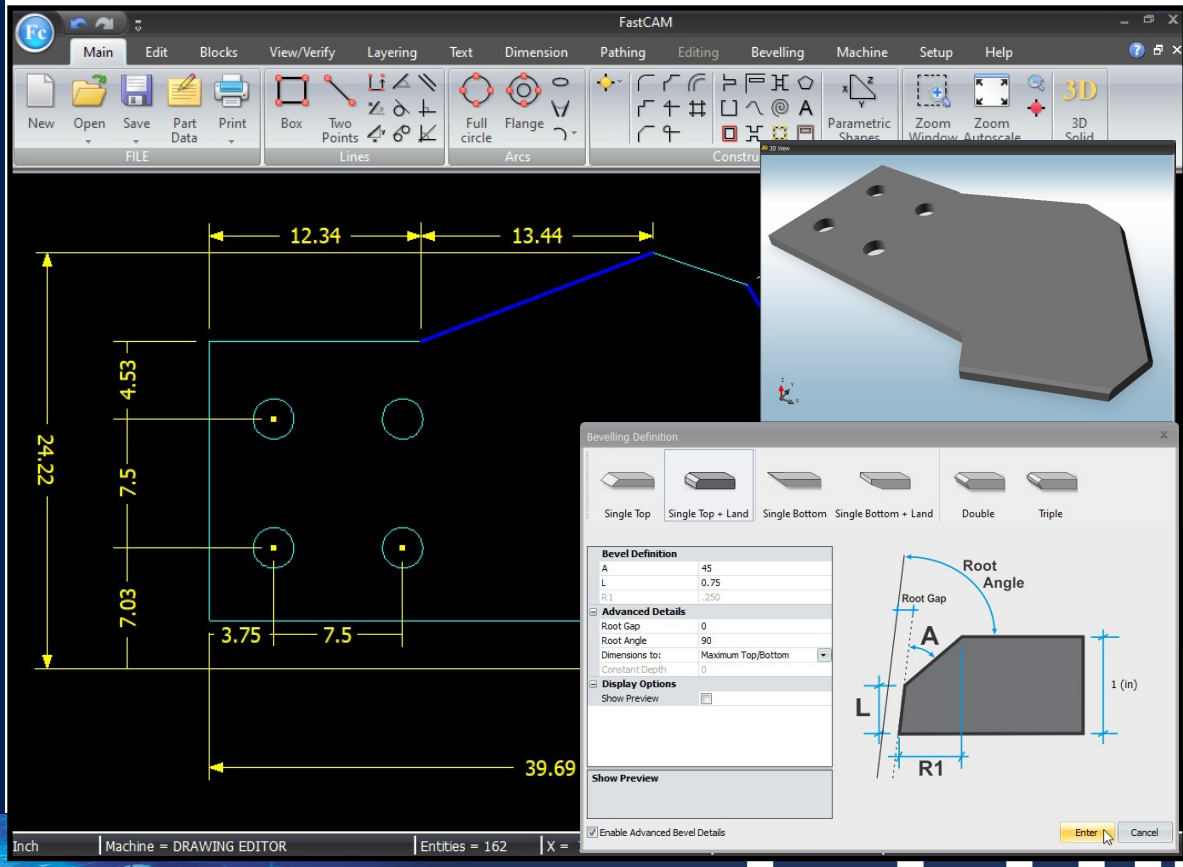 FastCAM
Fc
Main Edit Blocks View/Verify Layering Text Dimension Pathing Editing Bevelling Machine Setup Help
New Open Save Part Data Print
Box Two Points
Full circle Flange
Parametric Shapes
Zoom Window Zoom Autoscale
3D
3D Solid
FILE Lines Arcs
3D View
12.34 13.44
4.53
24.22
7.5
7.03
3.75 7.5
39.69
Z Y X
Bevelling Definition
Single Top Single Top + Land Single Bottom Single Bottom + Land Double Triple
Bevel Definition
A 45
L 0.75
R1 .250
Advanced Details
Root Gap 0
Root Angle 90
Dimensions to: Maximum Top/Bottom
Constant Depth 0
Display Options
Show Preview
Show Preview
Enable Advanced Bevel Details
Root Angle
Root Gap
A
1 (in)
L
R1
Enter Cancel
Inch Machine = DRAWING EDITOR Entities = 162 X =